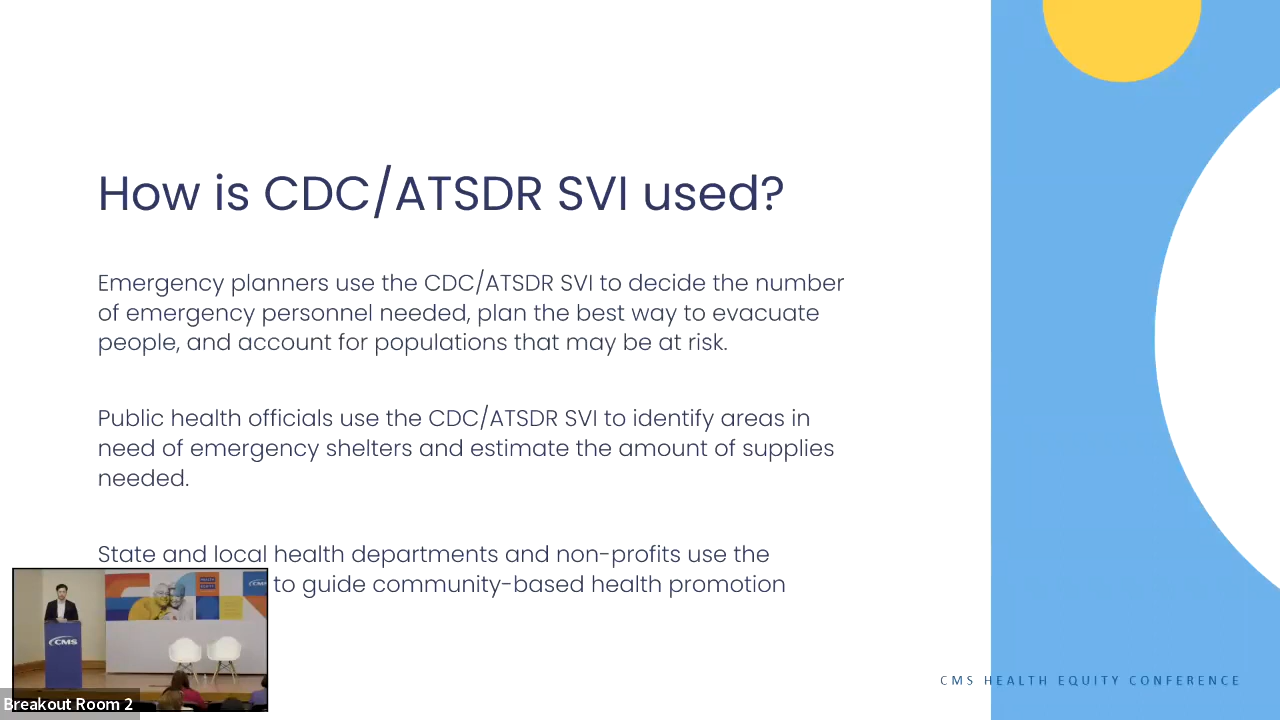 How is CDC/ATSDR SVI used?
Emergency planners use the CDC/ATSDR SVI to decide the number
of emergency personnel needed, plan the best way to evacuate
people, and account for populations that may be at risk.
Public health officials use the CDC/ATSDR SVI to identify areas in
need of emergency shelters and estimate the amount of supplies
needed.
State and local health departments and non-profits use the
to guide community-based health promotion
CMS
CMS
HEALTH
EQUITY
Breakout Room 2
CMS HEALTH EQUITY CONFERENCE